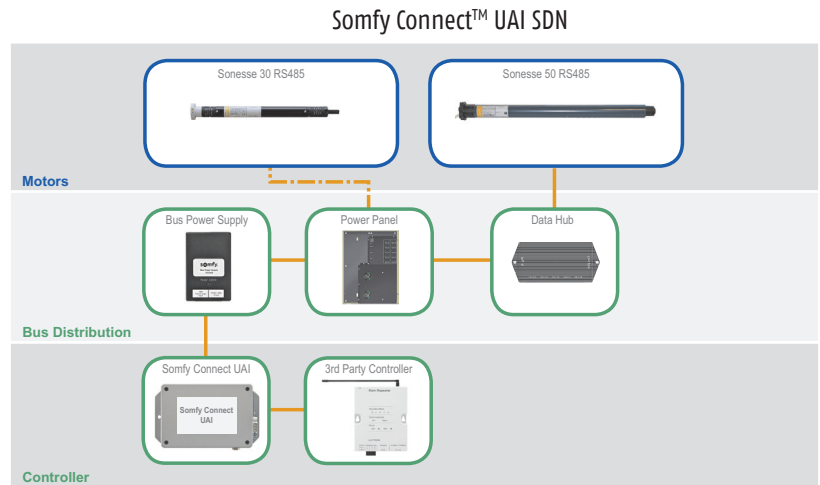 Somfy Connect™ UAI SDN
Sonesse 30 RS485
Sonesse 50 RS485
Motors
Bus Power Supply
Power Panel
Data Hub
somfy.
Bus Distribution
Somfy Connect UAI
3rd Party Controller
Somfy Connect
UAI
Controller